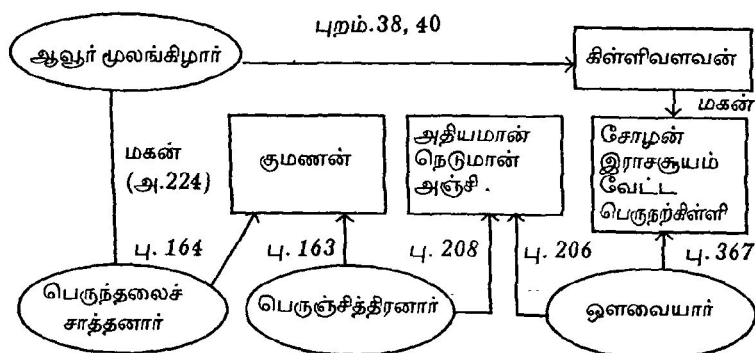 புறம்.38, 40
ஆவூர் மூலங்கிழார்
கிள்ளிவளவன்
மகன்
மகன்
(அ.224)
குமணன்
அதியமான்
நெடுமான்
அஞ்சி .
சோழன்
இராசசூயம்
வேட்ட
பெருநற்கிள்ளி
பு. 164
பு. 163
பு. 208
பு. 206
பு.367
பெருந்தலைச்
சாத்தனார்
பெருஞ்சித்திரனார்
ஔவையார்